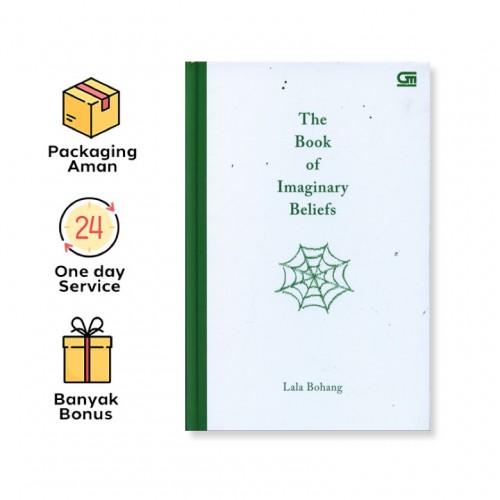 Packaging
Aman
24
One day
Service
Banyak
Bonus
GM
The
Book
of
Imaginary
Beliefs
Lala Bohang